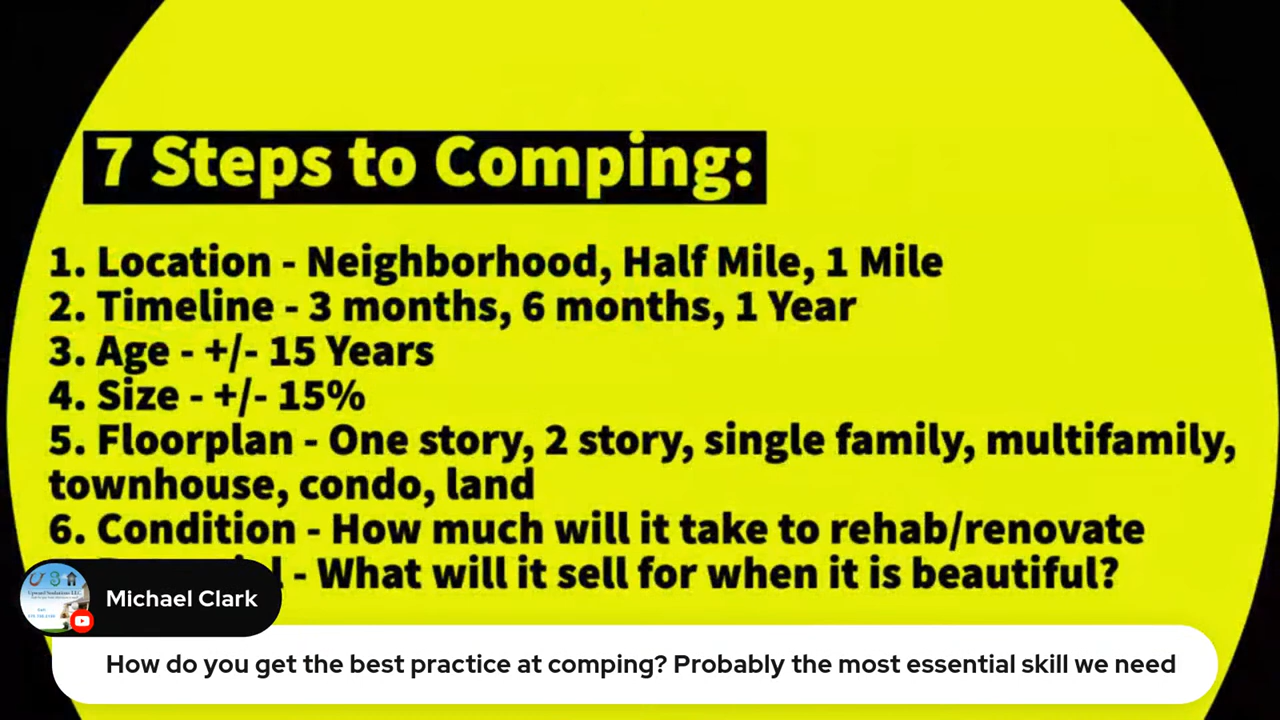 7 Steps to Comping:
1. Location - Neighborhood, Half Mile, 1 Mile
2. Timeline - 3 months, 6 months, 1 Year
3. Age - +/- 15 Years
4. Size - +/- 15%
5. Floorplan - One story, 2 story, single family, multifamily,
townhouse, condo, land
6. Condition - How much will it take to rehab/renovate
- What will it sell for when it is beautiful?
Michael Clark
How do you get the best practice at comping? Probably the most essential skill we need